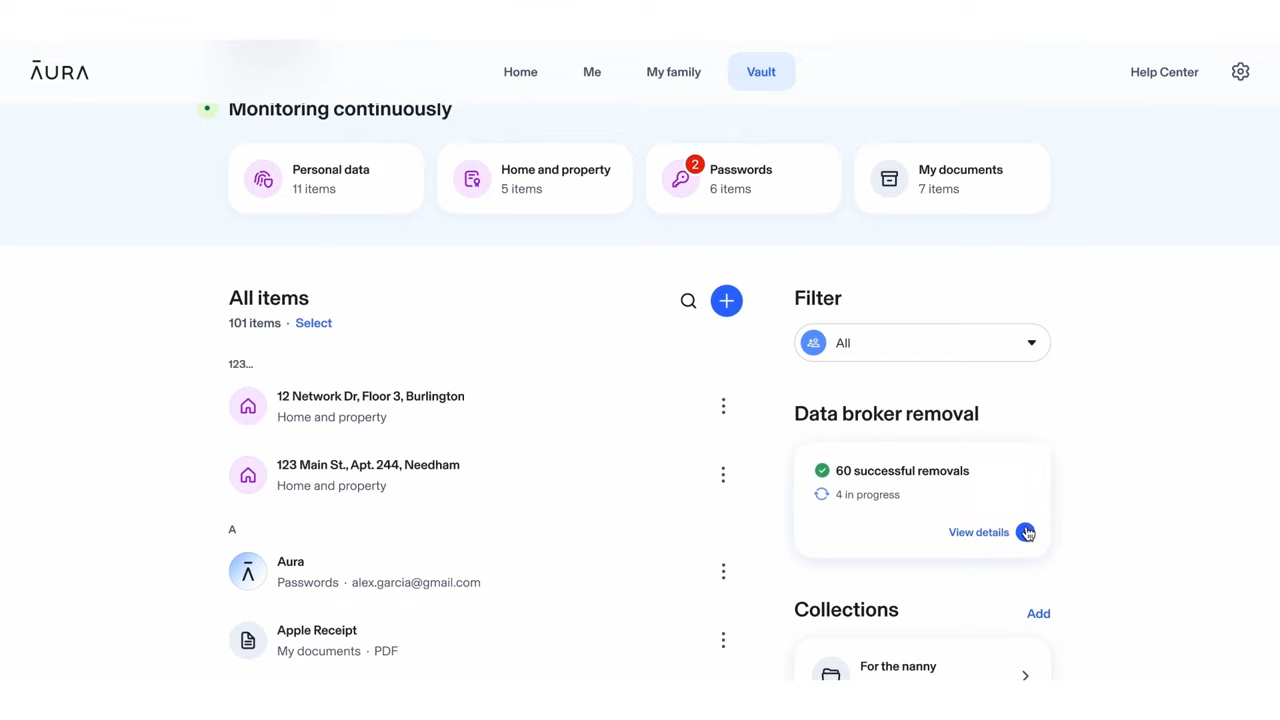 ĀURA
Home
Me
My family
Vault
Help Center
Monitoring continuously
Personal data
11 items
Home and property
5 items
2
Passwords
6 items
My documents
7 items
All items
101 items · Select
123...
12 Network Dr, Floor 3, Burlington
Home and property
123 Main St., Apt. 244, Needham
Home and property
A
Ā
Aura
Passwords · alex.garcia@gmail.com
Apple Receipt
My documents · PDF
Filter
All
Data broker removal
60 successful removals
4 in progress
View details
Collections
Add
For the nanny